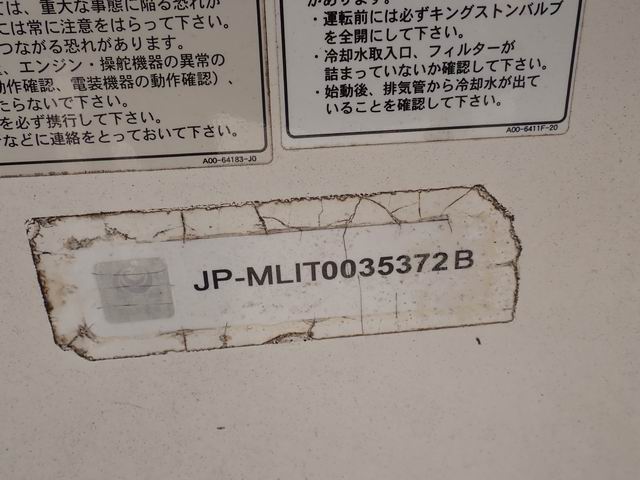 ては、重大な事態に陥る恐れが
には常に注意をはらって下さい。
つながる恐れがあります。
、エンジン・操舵機器の異常の
動作確認、電装機器の動作確認）、
たらないで下さい。
を必ず携行して下さい。
などに連絡をとっておいて下さい。
A00-64183-J0
があります。
・運転前には必ずキングストンバルブ
を全開にして下さい。
・冷却水取入口、フィルターが
詰まっていないか確認して下さい。
・始動後、排気管から冷却水が出て
いることを確認して下さい。
A00-6411F-20
JP-MLIT0035372B